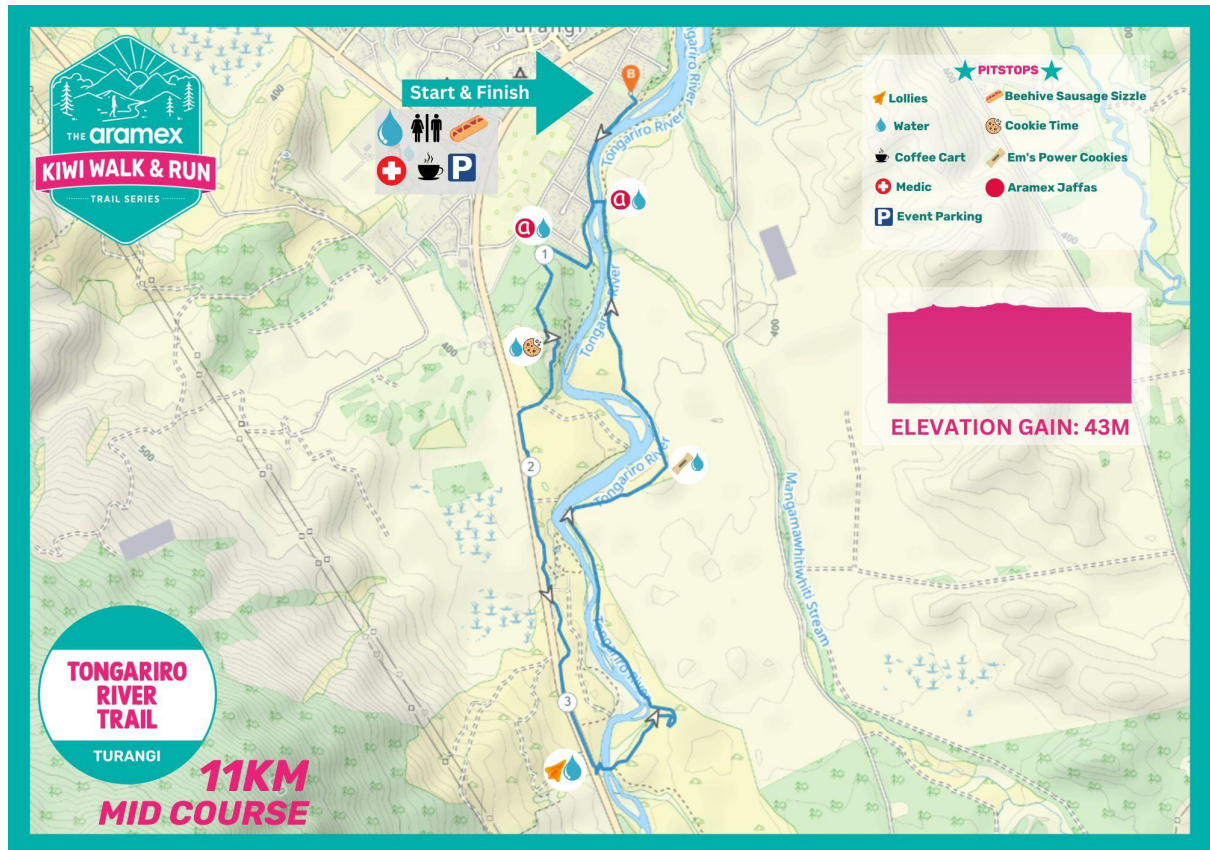 Turangi
THE aramex
KIWI WALK & RUN
TRAIL SERIES
Start & Finish
P
B
PITSTOPS
Lollies
Beehive Sausage Sizzle
Water
Cookie Time
Coffee Cart
Em's Power Cookies
Medic
Aramex Jaffas
P Event Parking
Tongariro River
Tongariro River
a
a
1
Tongariro River
400
400
400
400
ELEVATION GAIN: 43M
2
500
Tongariro River
Mangamawhitiwhiti Stream
Tongariro River
3
TONGARIRO
RIVER
TRAIL
TURANGI
11KM
MID COURSE